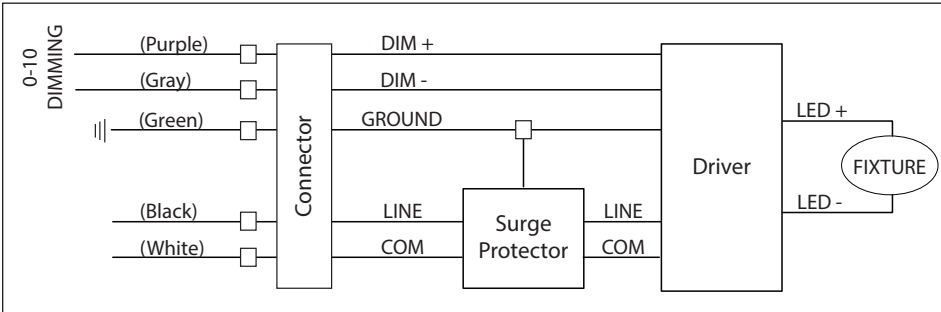 0-10
DIMMING
(Purple)
(Gray)
(Green)
(Black)
(White)
Connector
DIM +
DIM -
GROUND
LINE
COM
Surge
Protector
LINE
COM
Driver
LED +
LED -
FIXTURE